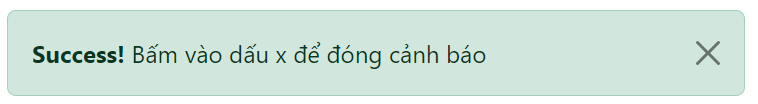 Success! Bấm vào dấu x để đóng cảnh báo